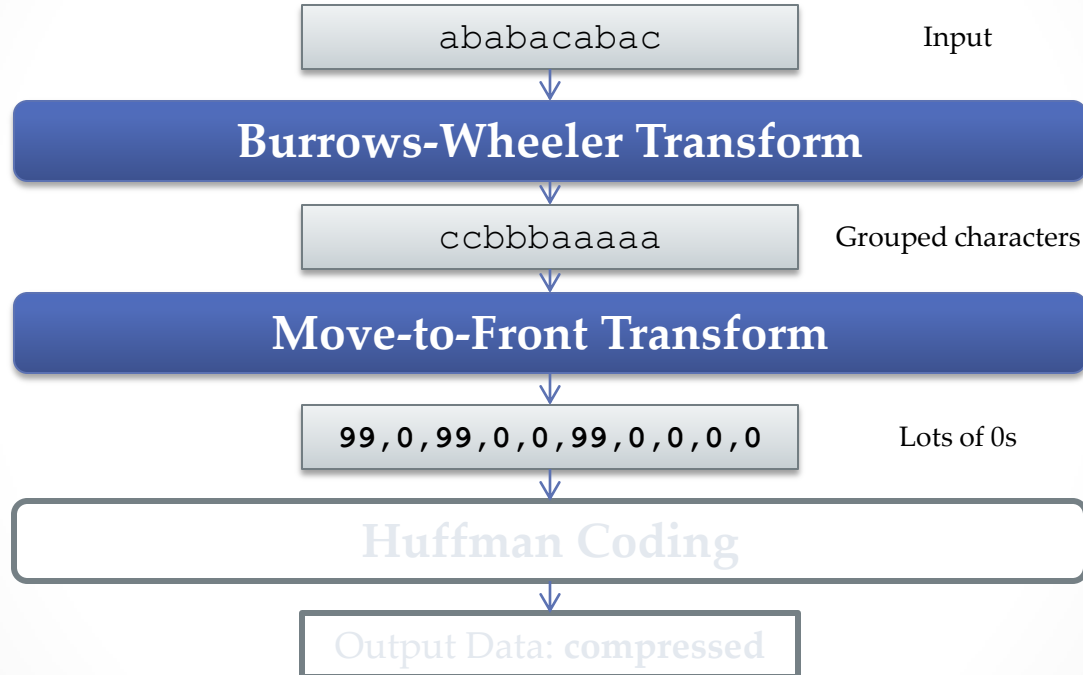 ababacabac
Input
Burrows-Wheeler Transform
ccbbbaaaaa
Grouped characters
Move-to-Front Transform
99,0,99,0,0,99,0,0,0,0
Lots of 0s
Huffman Coding
Output Data: compressed